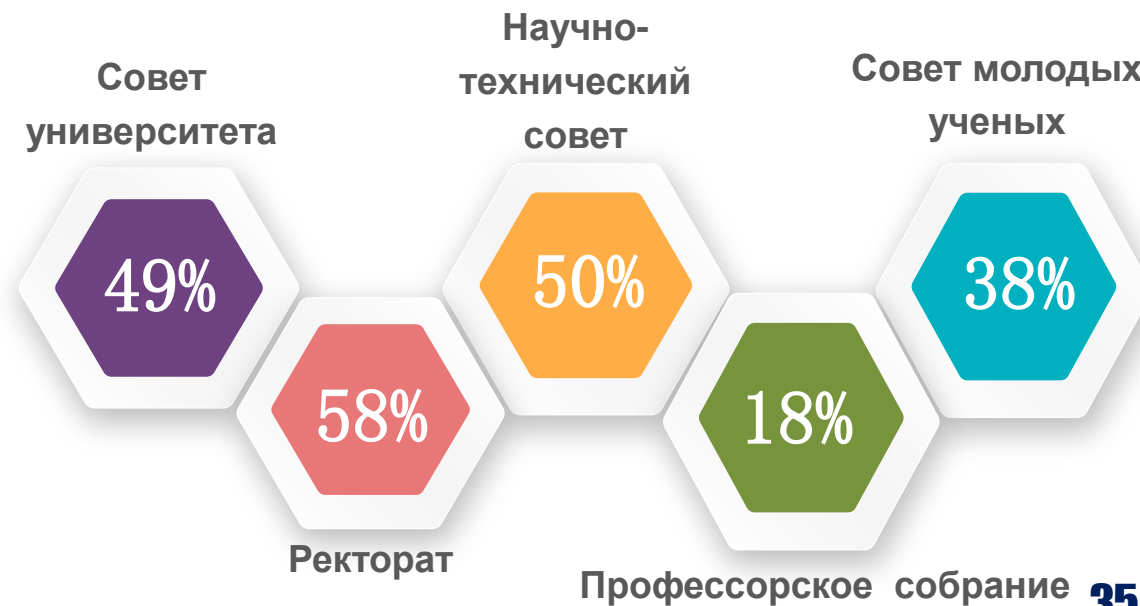 Совет
университета
49%
Ректорат
58%
Научно-
технический
совет
50%
Профессорское собрание
18%
Совет молодых
ученых
38%
35